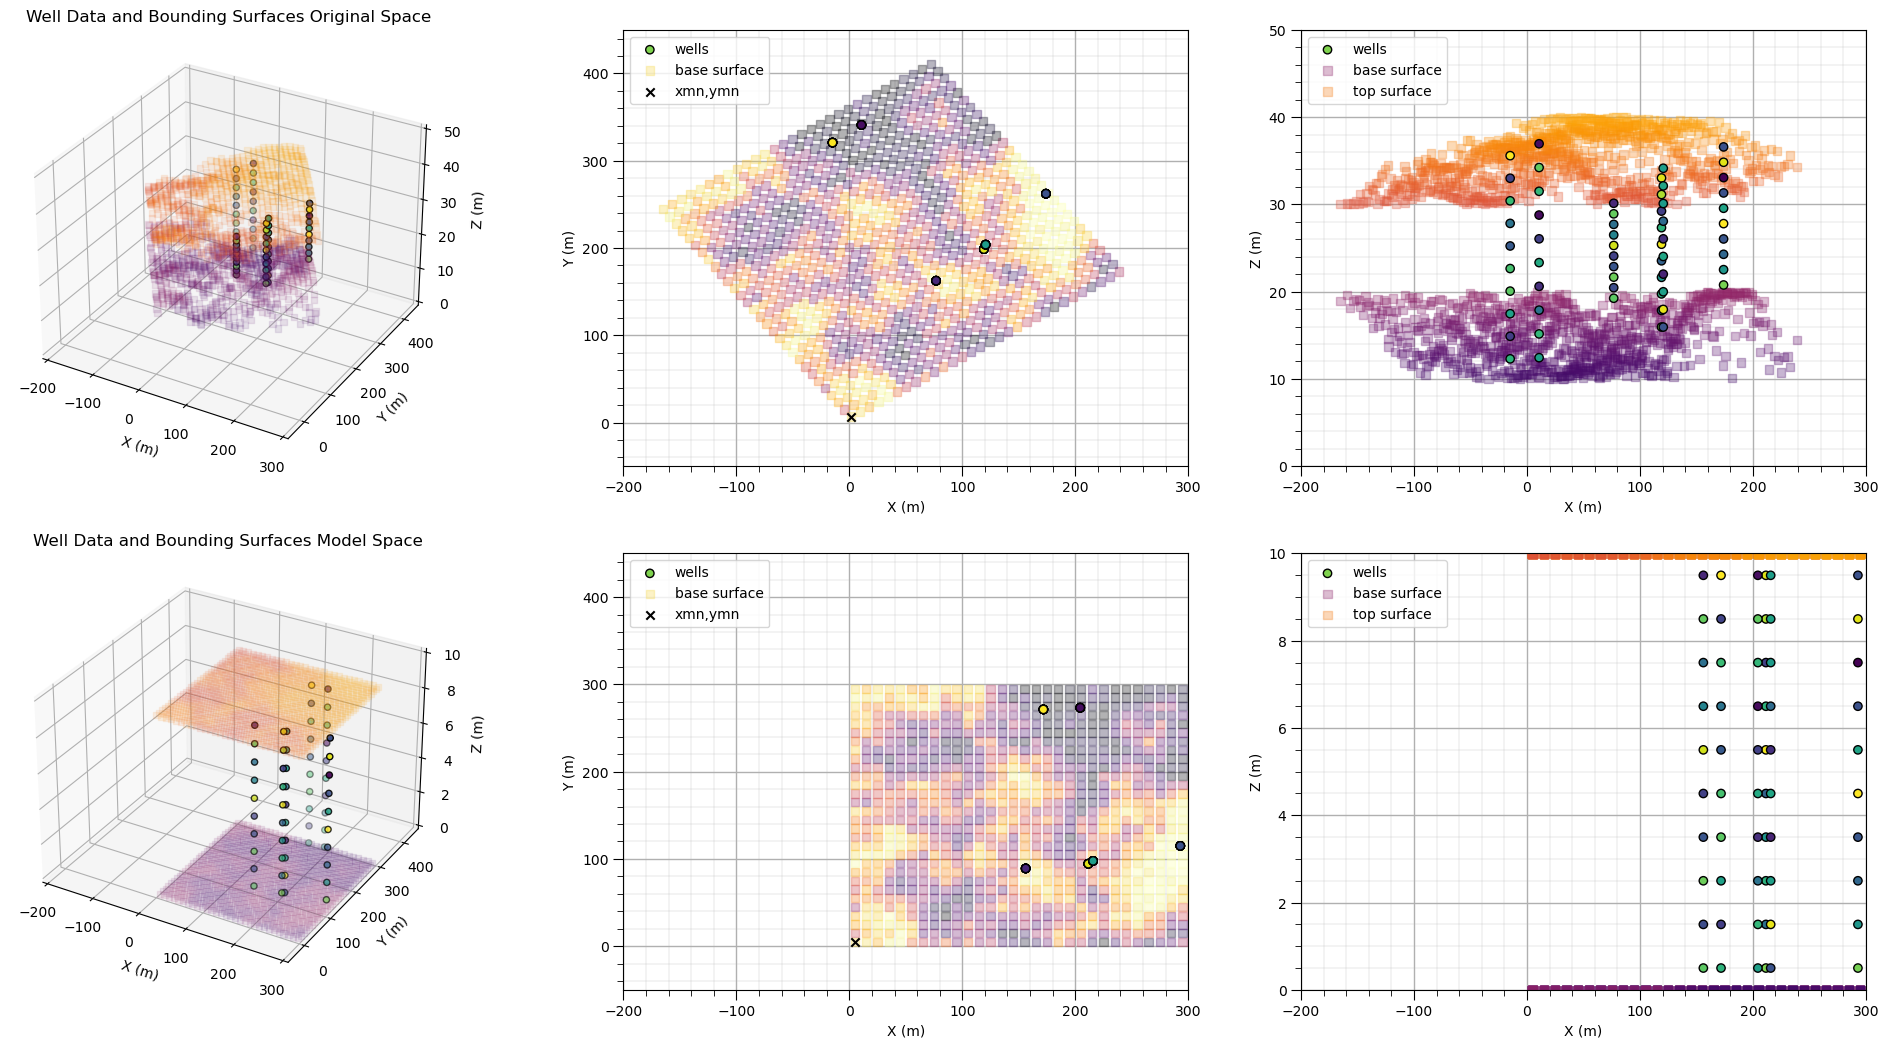 Well Data and Bounding Surfaces Original Space
50
40
30
20
10
0
Z (m)
400
300
200
100
0
Y (m)
−200
−100
0
100
200
300
X (m)
wells
base surface
xmn,ymn
400
300
200
100
0
Y (m)
−200
−100
0
100
200
300
X (m)
wells
base surface
top surface
50
40
30
20
10
0
Z (m)
−200
−100
0
100
200
300
X (m)
Well Data and Bounding Surfaces Model Space
10
8
6
4
2
0
Z (m)
400
300
200
100
0
Y (m)
−200
−100
0
100
200
300
X (m)
wells
base surface
xmn,ymn
400
300
200
100
0
Y (m)
−200
−100
0
100
200
300
X (m)
wells
base surface
top surface
10
8
6
4
2
0
Z (m)
−200
−100
0
100
200
300
X (m)